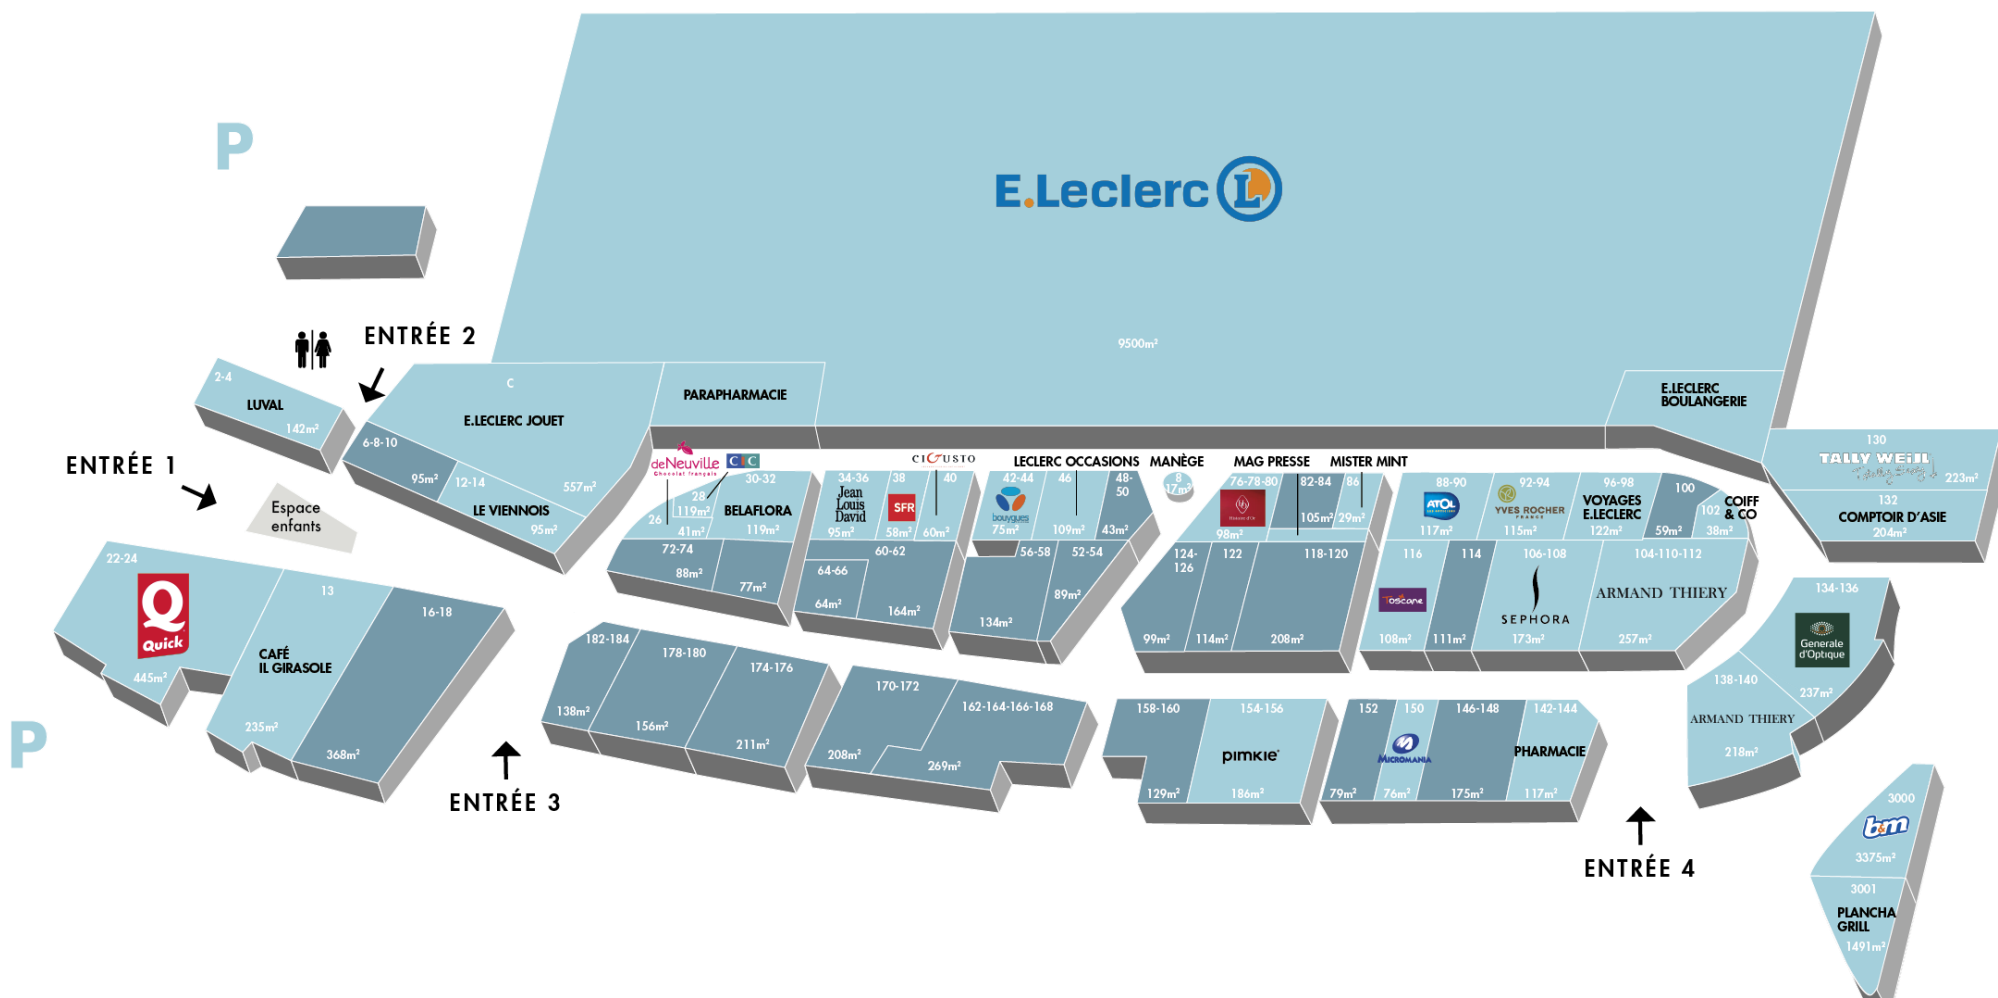 P
E.Leclerc L
9500m²
ENTRÉE 2
2-4
LUVAL
142m²
C
E.LECLERC JOUET
557m²
PARAPHARMACIE
E.LECLERC
BOULANGERIE
6-8-10
95m²
12-14
LE VIENNOIS
95m²
ENTRÉE 1
Espace
enfants
130
TALLY WEiJL
223m²
132
COMPTOIR D'ASIE
204m²
deNeuville
Chocolat français
CIC
26
41m²
28
119m²
30-32
BELAFLORA
119m²
72-74
88m²
77m²
34-36
Jean
Louis
David
95m²
38
SFR
58m²
CIGUSTO
40
60m²
60-62
64-66
64m²
164m²
LECLERC OCCASIONS
42-44
bouygues
75m²
46
109m²
48-
50
43m²
56-58
134m²
52-54
89m²
MANÈGE
8
17m²
MAG PRESSE
MISTER MINT
76-78-80
Histoire d'Or
98m²
82-84
105m²
86
29m²
124-
126
99m²
122
114m²
118-120
208m²
88-90
ATOL
117m²
92-94
YVES ROCHER
FRANCE
115m²
96-98
VOYAGES
E.LECLERC
122m²
100
59m²
COIFF
& CO
102
38m²
116
Toscane
108m²
114
111m²
106-108
SEPHORA
173m²
104-110-112
ARMAND THIERY
257m²
22-24
Q
Quick
445m²
13
CAFÉ
IL GIRASOLE
235m²
16-18
368m²
P
ENTRÉE 3
182-184
138m²
178-180
156m²
174-176
211m²
170-172
208m²
162-164-166-168
269m²
158-160
129m²
154-156
pimkie
186m²
152
79m²
150
MICROMANIA
76m²
146-148
175m²
142-144
PHARMACIE
117m²
134-136
Generale
d'Optique
237m²
138-140
ARMAND THIERY
218m²
ENTRÉE 4
3000
b&m
3375m²
3001
PLANCHA
GRILL
1491m²